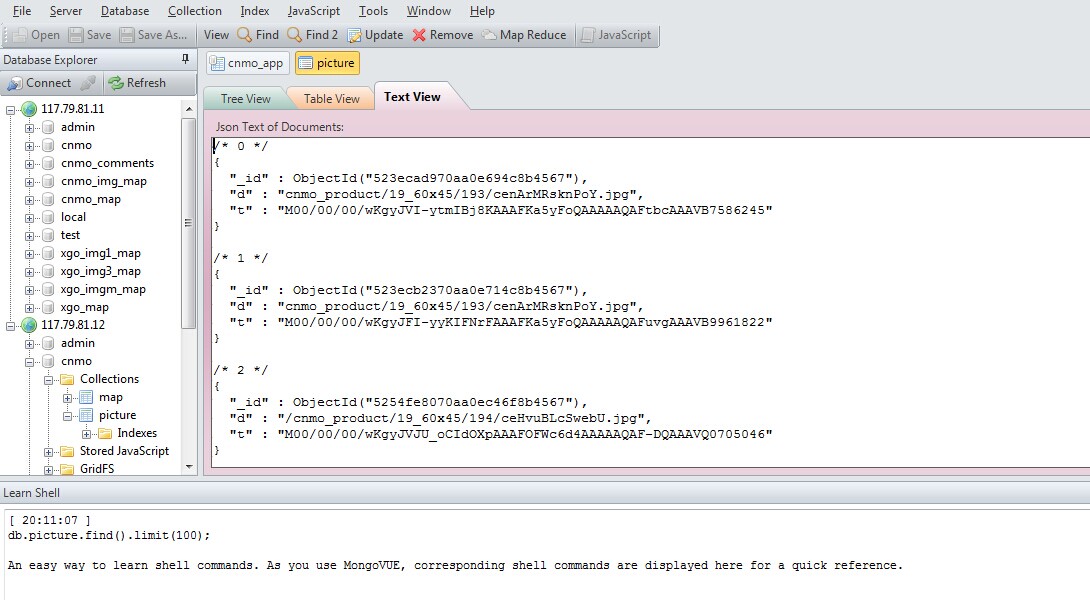 File Server Database Collection Index JavaScript Tools Window Help
Open Save Save As... View Find Find 2 Update Remove Map Reduce JavaScript
Database Explorer
Connect Refresh
117.79.81.11
admin
cnmo
cnmo_comments
cnmo_img_map
cnmo_map
local
test
xgo_img1_map
xgo_img3_map
xgo_imgm_map
xgo_map
117.79.81.12
admin
cnmo
Collections
map
picture
Indexes
Stored JavaScript
GridFS
cnmo_app picture
Tree View Table View Text View
Json Text of Documents:
/* 0 */
{
"_id" : ObjectId("523ecad970aa0e694c8b4567"),
"d" : "cnmo_product/19_60x45/193/cenArMRsknPoY.jpg",
"t" : "M00/00/00/wKgyJVI-ytmIBj8KAAAFKa5yFoQAAAAAQAFtbcAAAVB7586245"
}
/* 1 */
{
"_id" : ObjectId("523ecb2370aa0e714c8b4567"),
"d" : "cnmo_product/19_60x45/193/cenArMRsknPoY.jpg",
"t" : "M00/00/00/wKgyJFI-yyKIFNrFAAAFKa5yFoQAAAAAQAFuvgAAAVB9961822"
}
/* 2 */
{
"_id" : ObjectId("5254fe8070aa0ec46f8b4567"),
"d" : "/cnmo_product/19_60x45/194/ceHvuBLcSwebU.jpg",
"t" : "M00/00/00/wKgyJVJU_oCIdOXpAAAFOFWc6d4AAAAAQAF-DQAAAVQ0705046"
}
Learn Shell
[ 20:11:07 ]
db.picture.find().limit(100);
An easy way to learn shell commands. As you use MongoVUE, corresponding shell commands are displayed here for a quick reference.